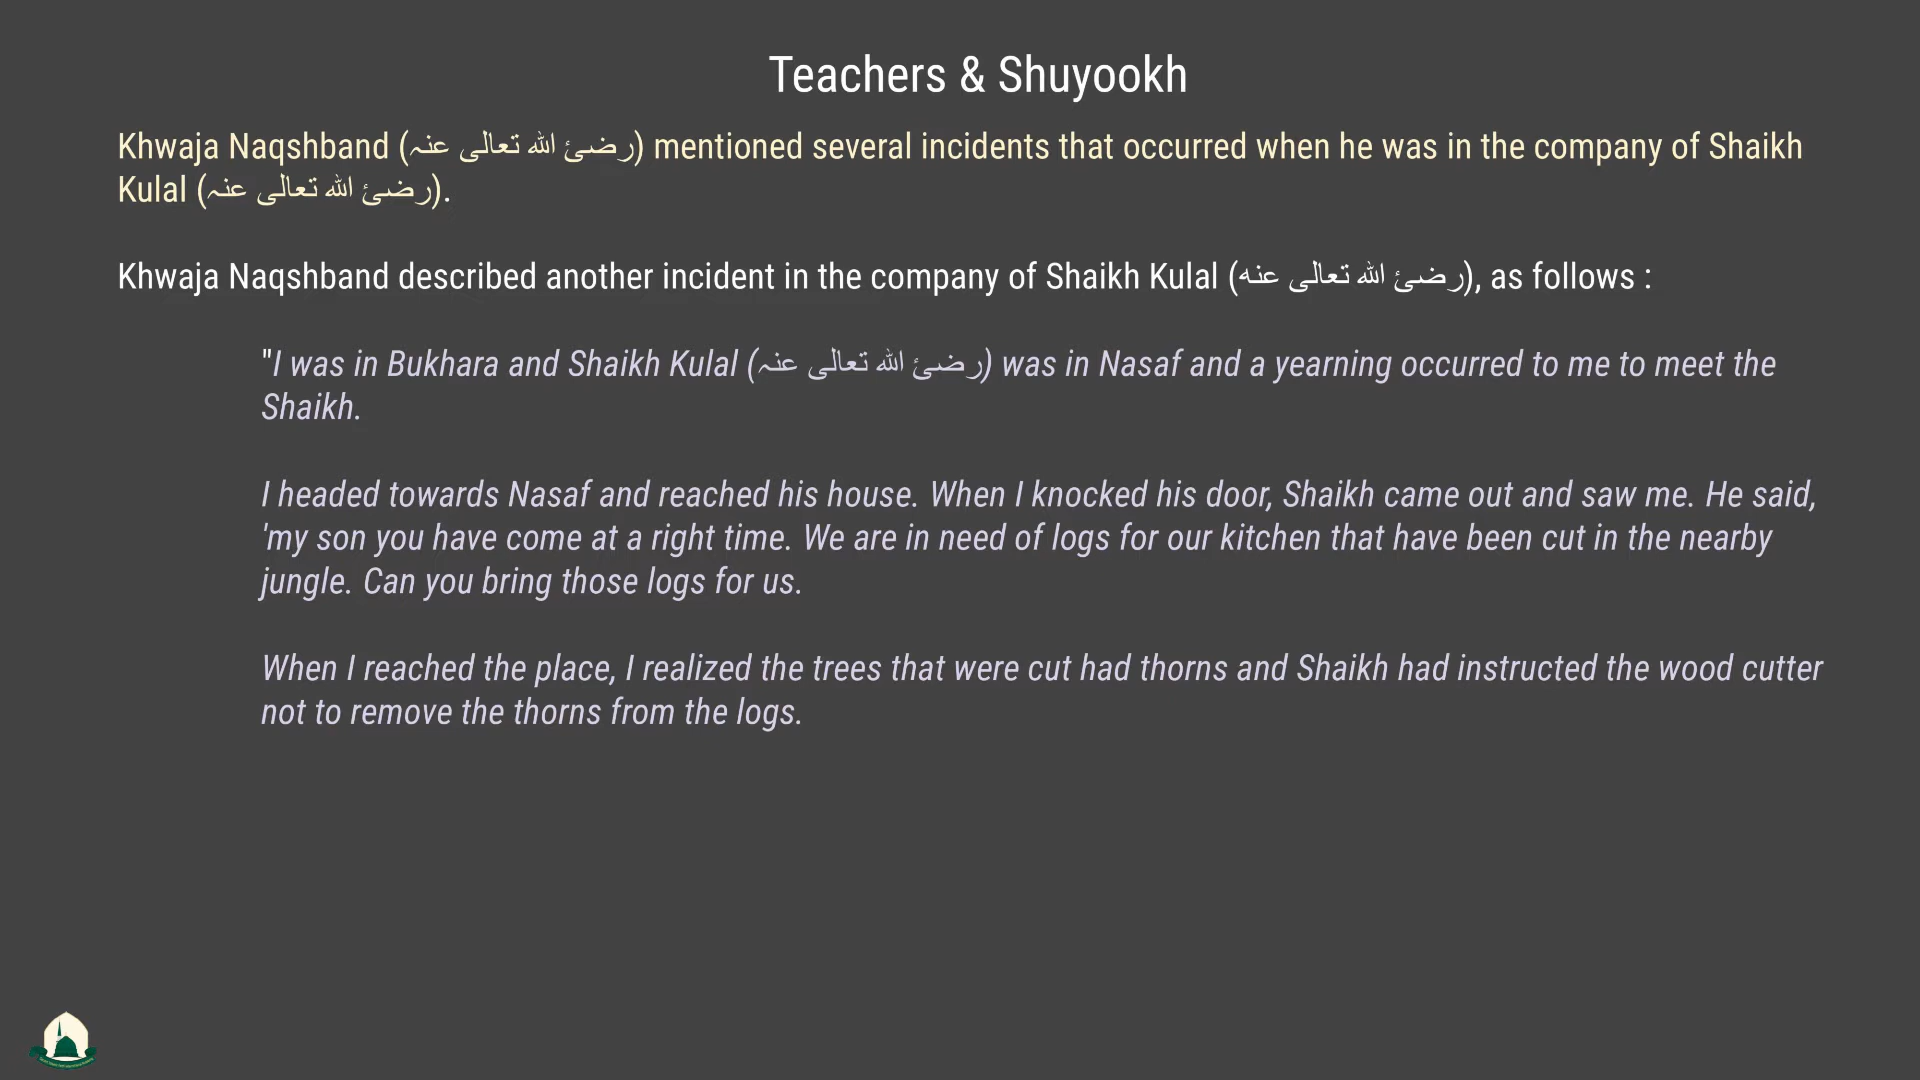 Teachers & Shuyookh
Khwaja Naqshband (رضئ الله تعالی عنہ) mentioned several incidents that occurred when he was in the company of Shaikh
Kulal (رضئ الله تعالی عنہ).
Khwaja Naqshband described another incident in the company of Shaikh Kulal (رضئ الله تعالی عنه), as follows :
"I was in Bukhara and Shaikh Kulal (رضئ الله تعالی عنہ) was in Nasaf and a yearning occurred to me to meet the
Shaikh.
I headed towards Nasaf and reached his house. When I knocked his door, Shaikh came out and saw me. He said,
'my son you have come at a right time. We are in need of logs for our kitchen that have been cut in the nearby
jungle. Can you bring those logs for us.
When I reached the place, I realized the trees that were cut had thorns and Shaikh had instructed the wood cutter
not to remove the thorns from the logs.